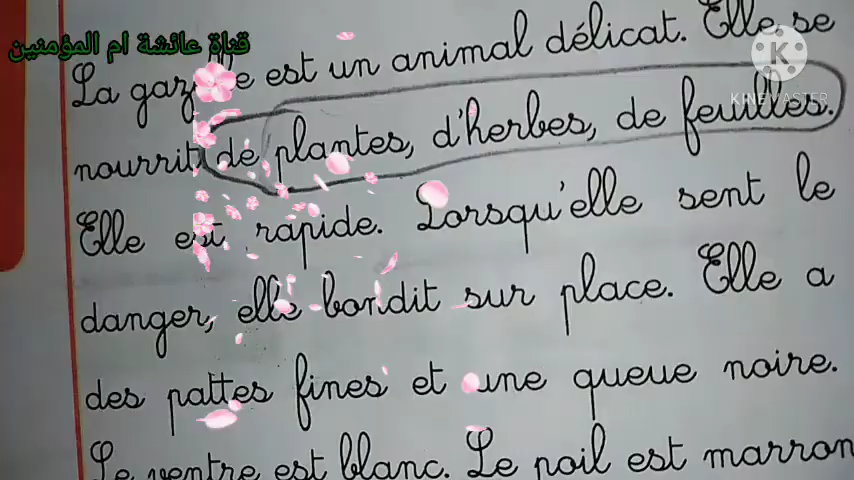 قناة عائشة ام المؤمنين
KINEMASTER
La gazelle est un animal délicat. Elle se
nourrit de plantes, d'herbes, de feuilles.
Elle est rapide. Lorsqu'elle sent le
danger, elle bondit sur place. Elle a
des pattes fines et une queue noire.
Le ventre est blanc. Le poil est marron